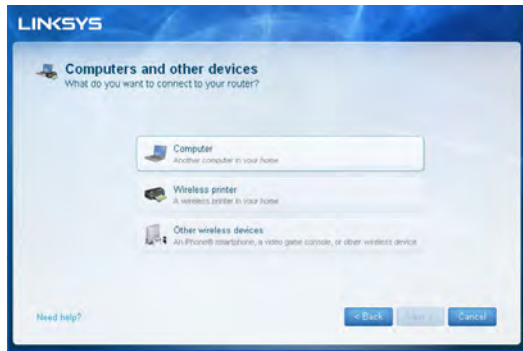 LINKSYS
Computers and other devices
What do you want to connect to your router?
Computer
Another computer in your home
Wireless printer
A wireless printer in your home
Other wireless devices
An iPhone® smartphone, a video game console, or other wireless device
Need help?
< Back
Next >
Cancel